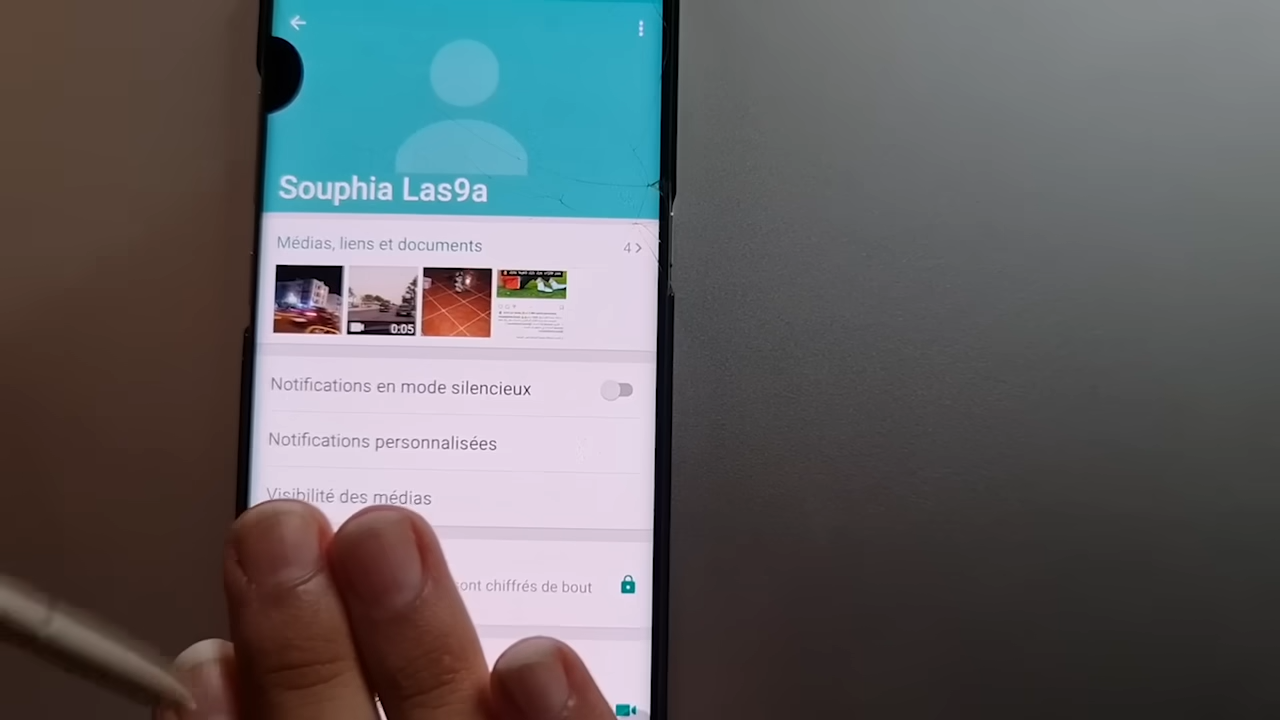 Souphia Las9a
Médias, liens et documents
4
0:05
Notifications en mode silencieux
Notifications personnalisées
Visibilité des médias
sont chiffrés de bout